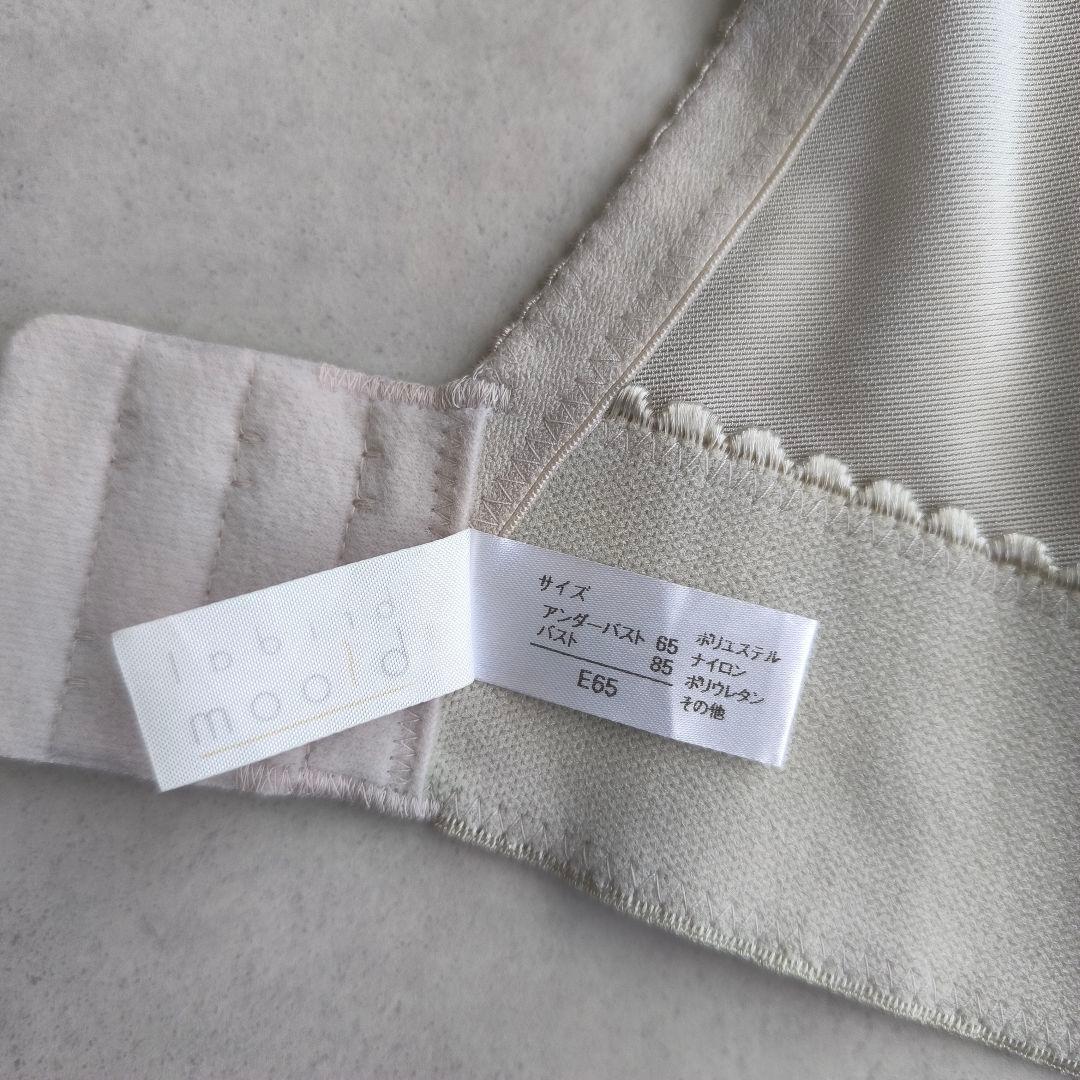 mold
サイズ
アンダーバスト 65
バスト 85
E65
ポリエステル
ナイロン
ポリウレタン
その他